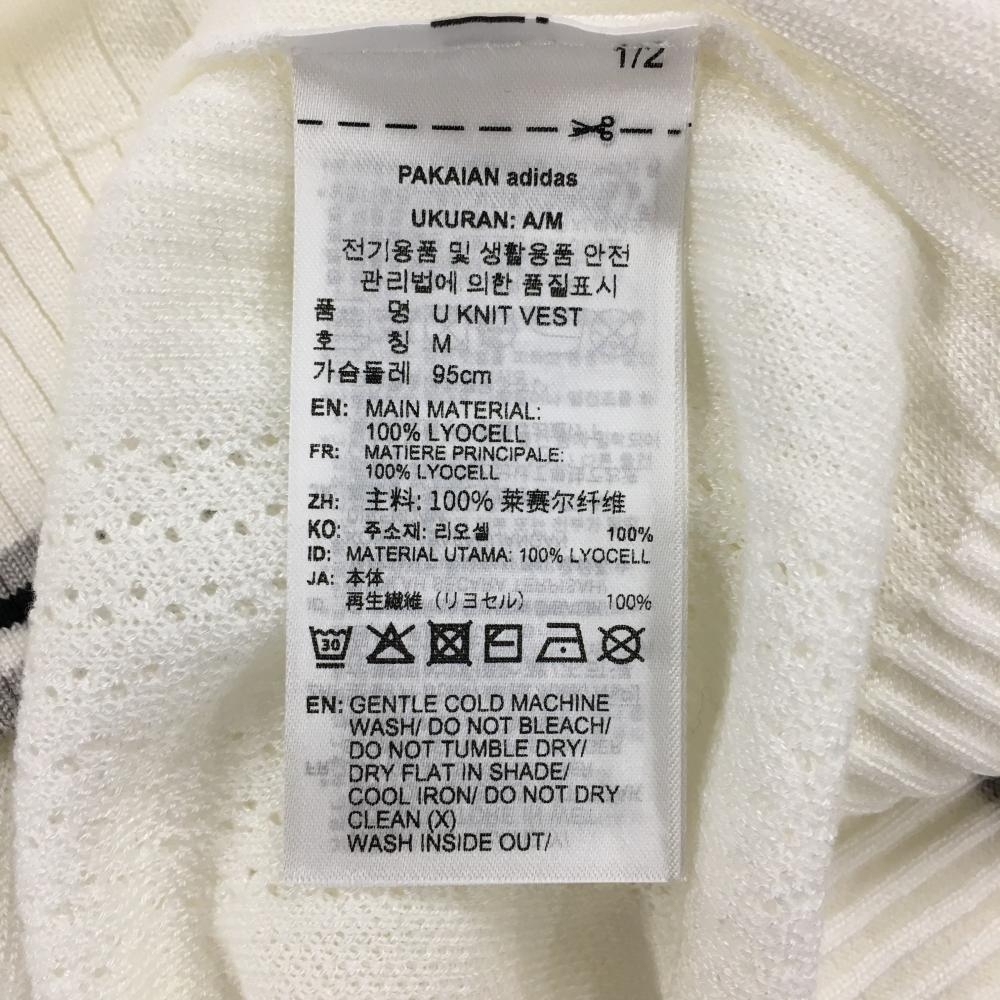 1/2
PAKAIAN adidas
UKURAN: A/M
전기용품 및 생활용품 안전
관리법에 의한 품질표시
품 명 U KNIT VEST
호 칭 M
가슴둘레 95cm
EN: MAIN MATERIAL:
100% LYOCELL
FR: MATIERE PRINCIPALE:
100% LYOCELL
ZH: 主料: 100% 莱赛尔纤维
KO: 주소재: 리오셀 100%
ID: MATERIAL UTAMA: 100% LYOCELL
JA: 本体
再生繊維（リヨセル） 100%
30
EN: GENTLE COLD MACHINE
WASH/ DO NOT BLEACH/
DO NOT TUMBLE DRY/
DRY FLAT IN SHADE/
COOL IRON/ DO NOT DRY
CLEAN (X)
WASH INSIDE OUT/